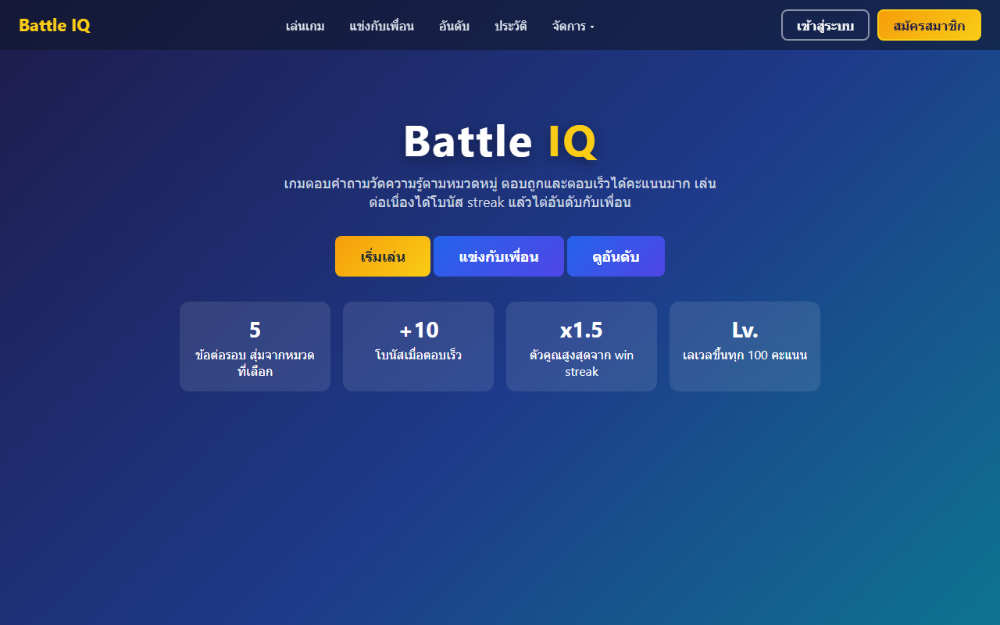 Battle IQ
เล่นเกม
แข่งกับเพื่อน
อันดับ
ประวัติ
จัดการ
เข้าสู่ระบบ
สมัครสมาชิก
Battle IQ
เกมตอบคำถามวัดความรู้ตามหมวดหมู่ ตอบถูกและตอบเร็วได้คะแนนมาก เล่น
ต่อเนื่องได้โบนัส streak แล้วไต่อันดับกับเพื่อน
เริ่มเล่น
แข่งกับเพื่อน
ดูอันดับ
5
ข้อต่อรอบ สุ่มจากหมวด
ที่เลือก
+10
โบนัสเมื่อตอบเร็ว
x1.5
ตัวคูณสูงสุดจาก win
streak
Lv.
เลเวลขึ้นทุก 100 คะแนน